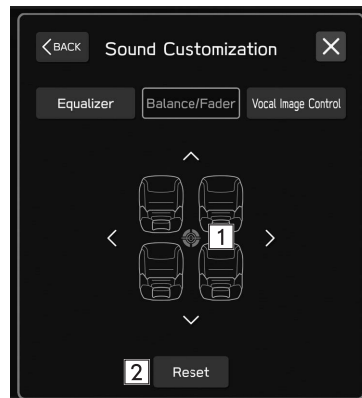 BACK Sound Customization
Equalizer Balance/Fader Vocal Image Control
1
2 Reset